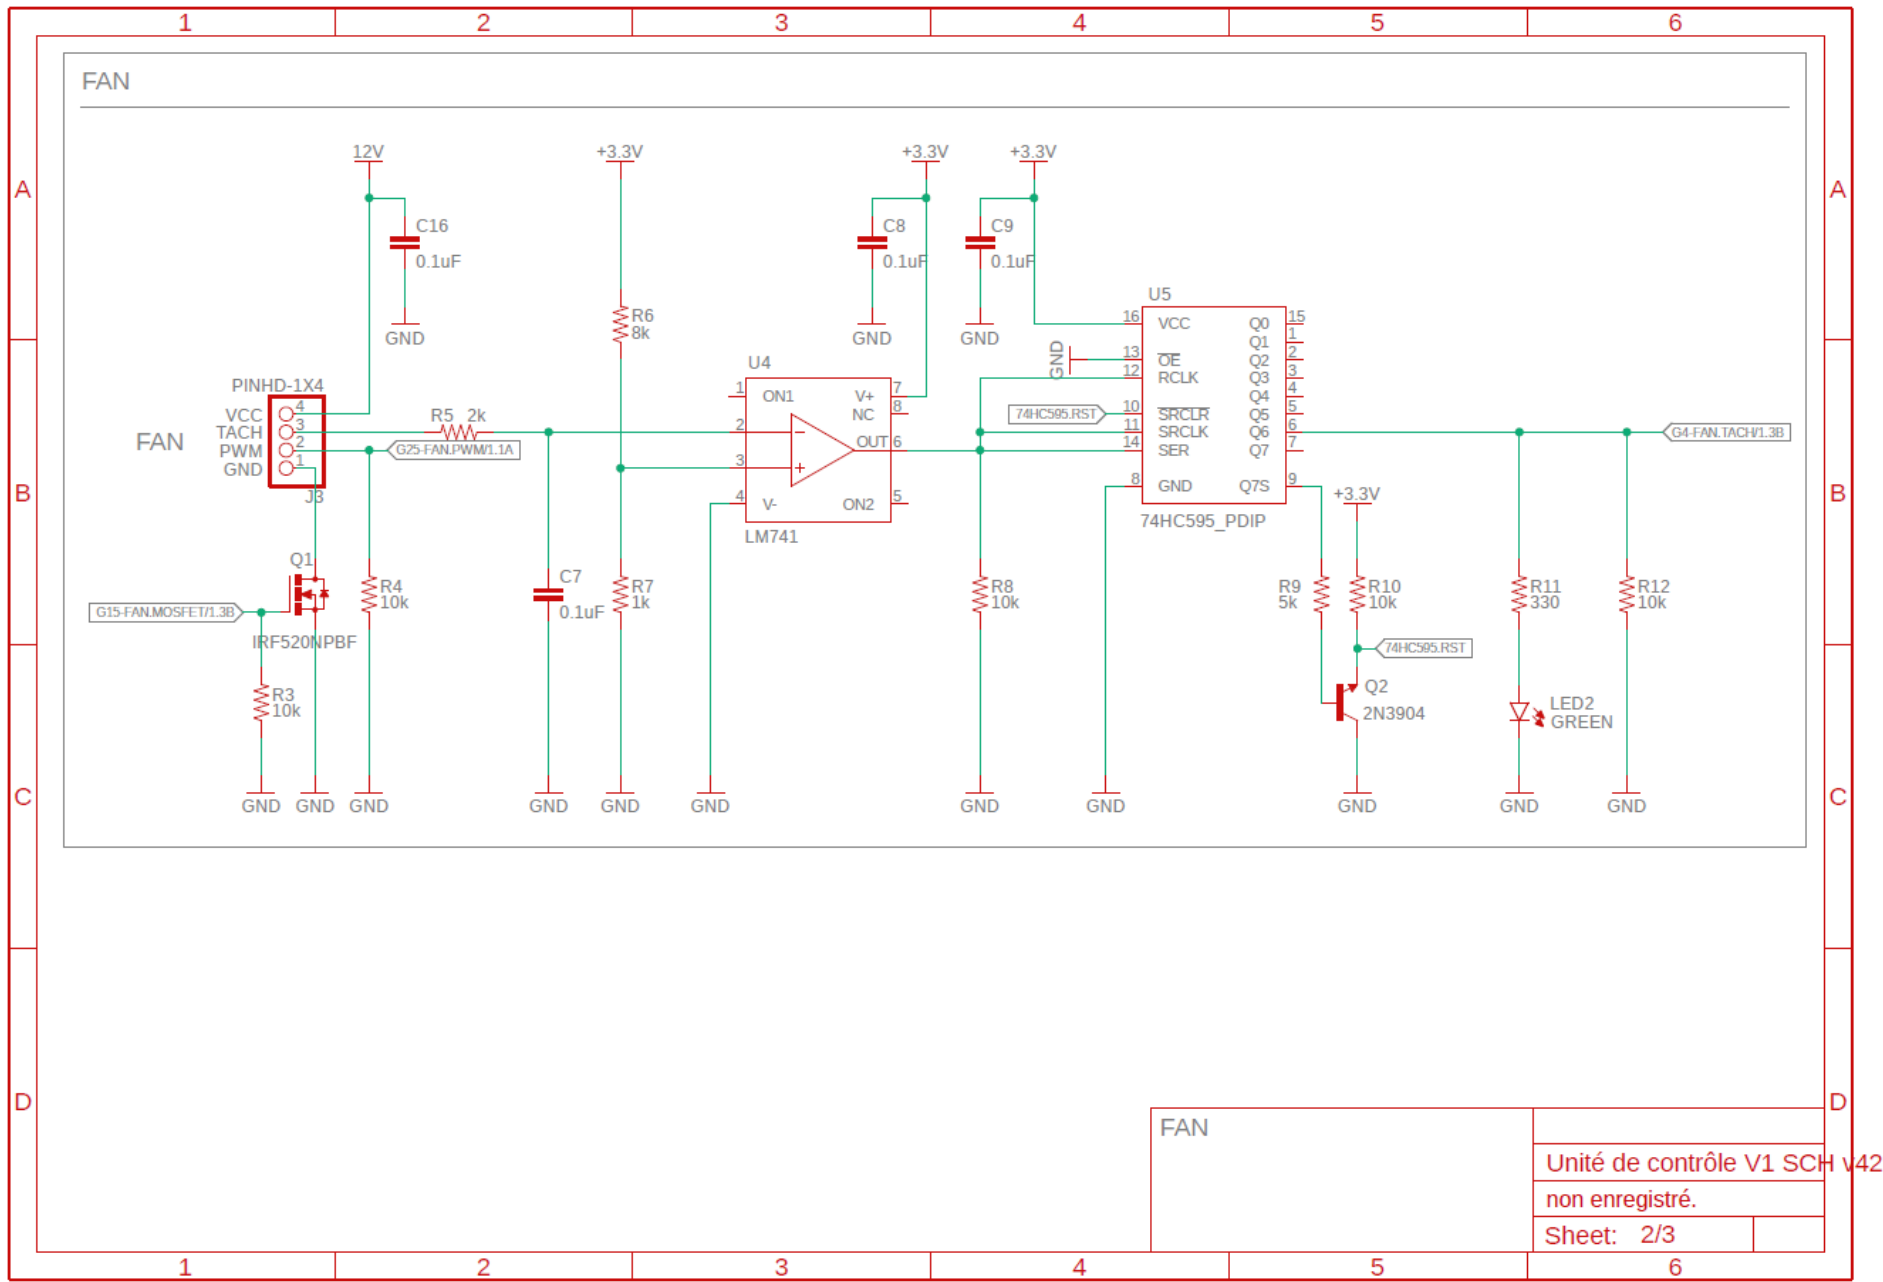 1 2 3 4 5 6
FAN
12V
+3.3V
+3.3V
+3.3V
A
A
C16
0.1uF
GND
R6
8k
C8
0.1uF
GND
C9
0.1uF
GND
U5
16 VCC Q0 15
Q1 1
13 OE Q2 2
12 RCLK Q3 3
Q4 4
10 SRCLR Q5 5
11 SRCLK Q6 6
14 SER Q7 7
8 GND Q7S 9
74HC595_PDIP
GND
74HC595.RST
G4-FAN.TACH/1.3B
U4
1 ON1 V+ 7
NC 8
2 −
OUT 6
3 +
4 V- ON2 5
LM741
PINHD-1X4
VCC 4
TACH 3
PWM 2
GND 1
J3
FAN
R5 2k
G25-FAN.PWM/1.1A
B
B
+3.3V
Q1
IRF520NPBF
G15-FAN.MOSFET/1.3B
R4
10k
C7
0.1uF
R7
1k
R8
10k
R9
5k
R10
10k
R11
330
R12
10k
74HC595.RST
R3
10k
Q2
2N3904
LED2
GREEN
C
C
GND GND GND GND GND GND GND GND GND GND GND
D
D
FAN
Unité de contrôle V1 SCH v42
non enregistré.
Sheet: 2/3
1 2 3 4 5 6